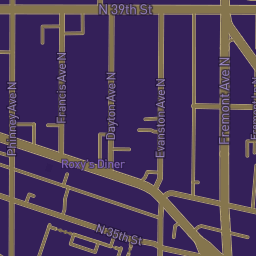 N 39th St
Phinney Ave N
Francis Ave N
Dayton Ave N
Evanston Ave N
Fremont Ave N
Roxy's Diner
N 35th St